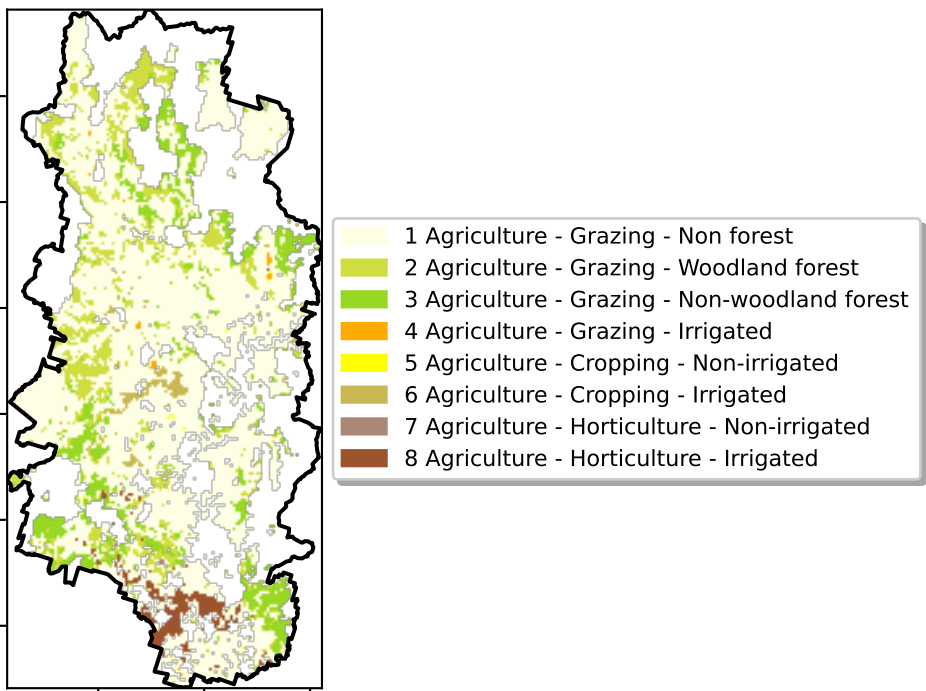 1 Agriculture - Grazing - Non forest
2 Agriculture - Grazing - Woodland forest
3 Agriculture - Grazing - Non-woodland forest
4 Agriculture - Grazing - Irrigated
5 Agriculture - Cropping - Non-irrigated
6 Agriculture - Cropping - Irrigated
7 Agriculture - Horticulture - Non-irrigated
8 Agriculture - Horticulture - Irrigated